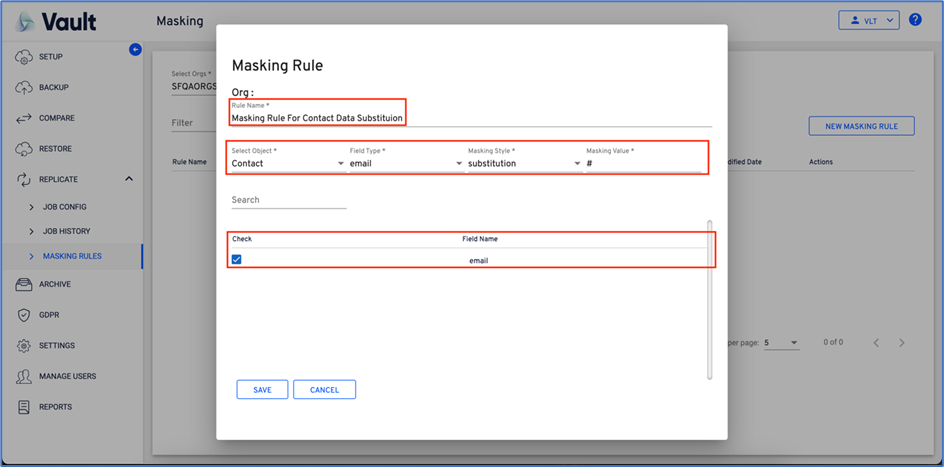 Vault
Masking
VLT
?
SETUP
BACKUP
COMPARE
RESTORE
REPLICATE
JOB CONFIG
JOB HISTORY
MASKING RULES
ARCHIVE
GDPR
SETTINGS
MANAGE USERS
REPORTS
Select Orgs *
SFQAORGS
Filter
NEW MASKING RULE
Rule Name
dified Date
Actions
per page:
5
0 of 0
Masking Rule
Org :
Rule Name *
Masking Rule For Contact Data Substituion
Select Object * Field Type * Masking Style * Masking Value *
Contact email substitution #
Search
Check Field Name
email
SAVE CANCEL